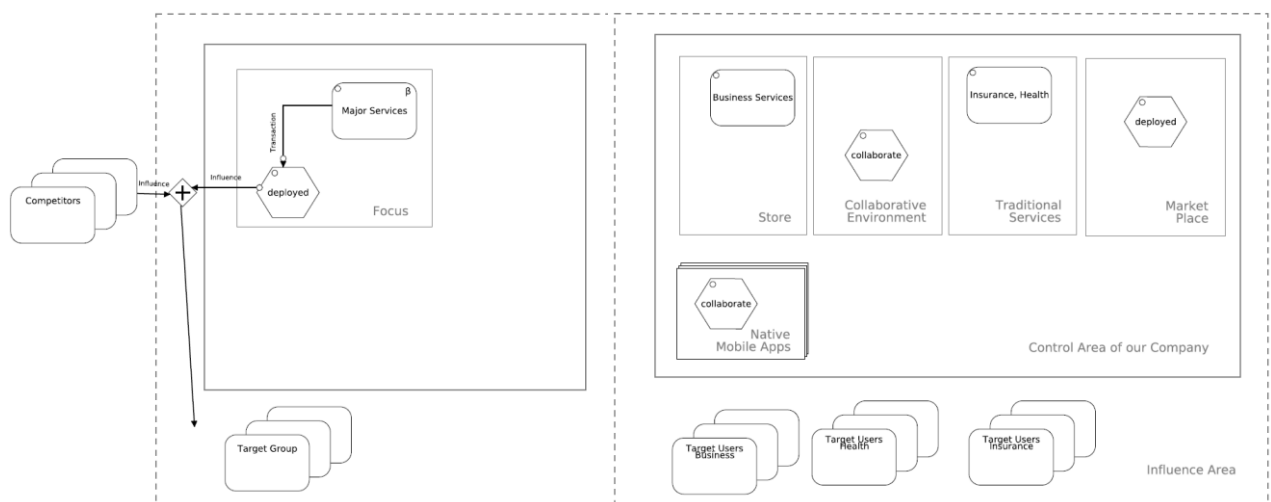 β
Major Services
Transaction
Influence
Influence
deployed
Competitors
Focus
Target Group
Business Services
Store
collaborate
Collaborative
Environment
Insurance, Health
Traditional
Services
deployed
Market
Place
collaborate
Native
Mobile Apps
Control Area of our Company
Target Users
Business
Target Users
Health
Target Users
Insurance
Influence Area